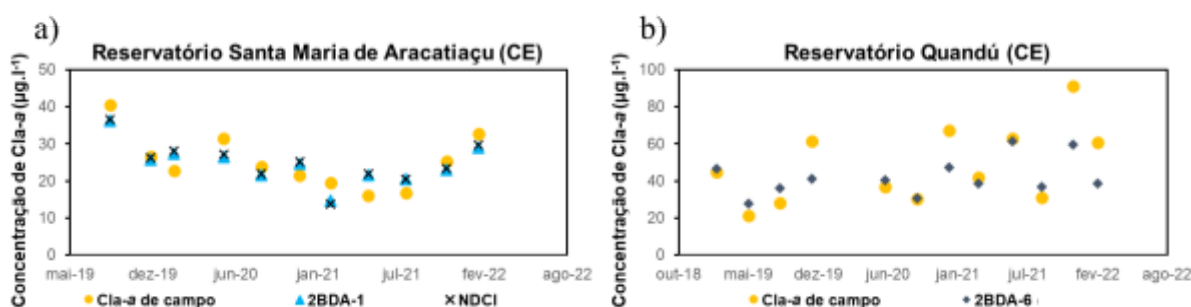 a)
Reservatório Santa Maria de Aracatiaçu (CE)
Concentração de Cla-a (µg.l-¹)
50
40
30
20
10
0
mai-19 dez-19 jun-20 jan-21 jul-21 fev-22 ago-22
Cla-a de campo 2BDA-1 NDCI
b)
Reservatório Quandú (CE)
Concentração de Cla-a (µg.l-¹)
100
80
60
40
20
0
out-18 mai-19 dez-19 jun-20 jan-21 jul-21 fev-22 ago-22
Cla-a de campo 2BDA-6